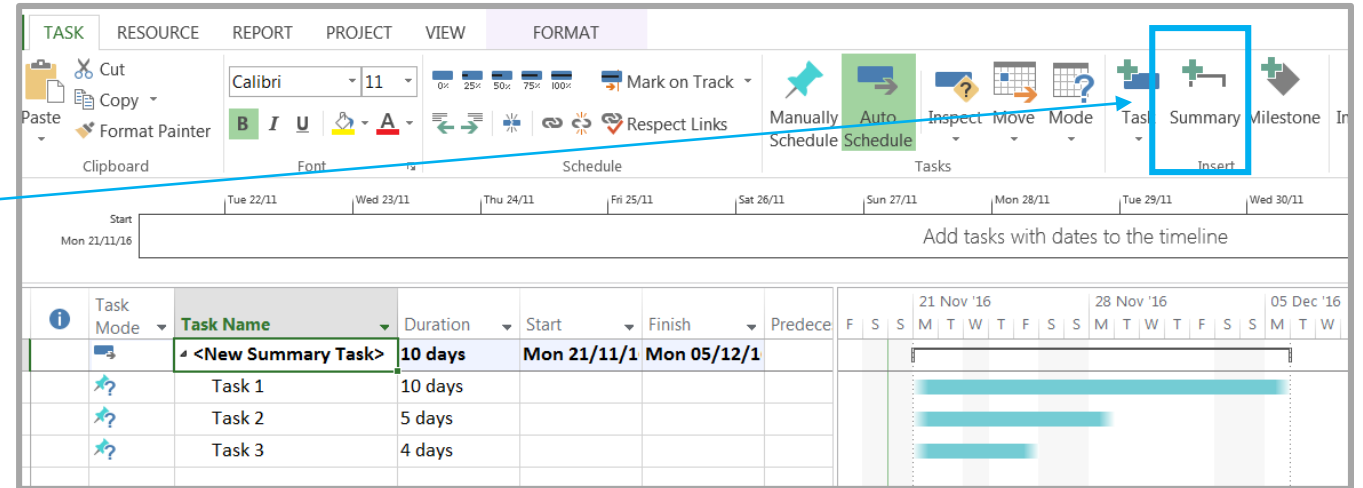 TASK RESOURCE REPORT PROJECT VIEW FORMAT
Cut
Copy
Format Painter
Paste
Clipboard
Calibri 11
B I U A
Font
0% 25% 50% 75% 100%
Mark on Track
Respect Links
Schedule
Manually Schedule
Auto Schedule
Inspect Move Mode
Tasks
Task Summary Milestone In
Insert
Tue 22/11 Wed 23/11 Thu 24/11 Fri 25/11 Sat 26/11 Sun 27/11 Mon 28/11 Tue 29/11 Wed 30/11
Start
Mon 21/11/16
Add tasks with dates to the timeline
21 Nov '16 28 Nov '16 05 Dec '16
Task Mode Task Name Duration Start Finish Predece F S S M T W T F S S M T W T F S S M T W
<New Summary Task> 10 days Mon 21/11/1 Mon 05/12/1
Task 1 10 days
Task 2 5 days
Task 3 4 days